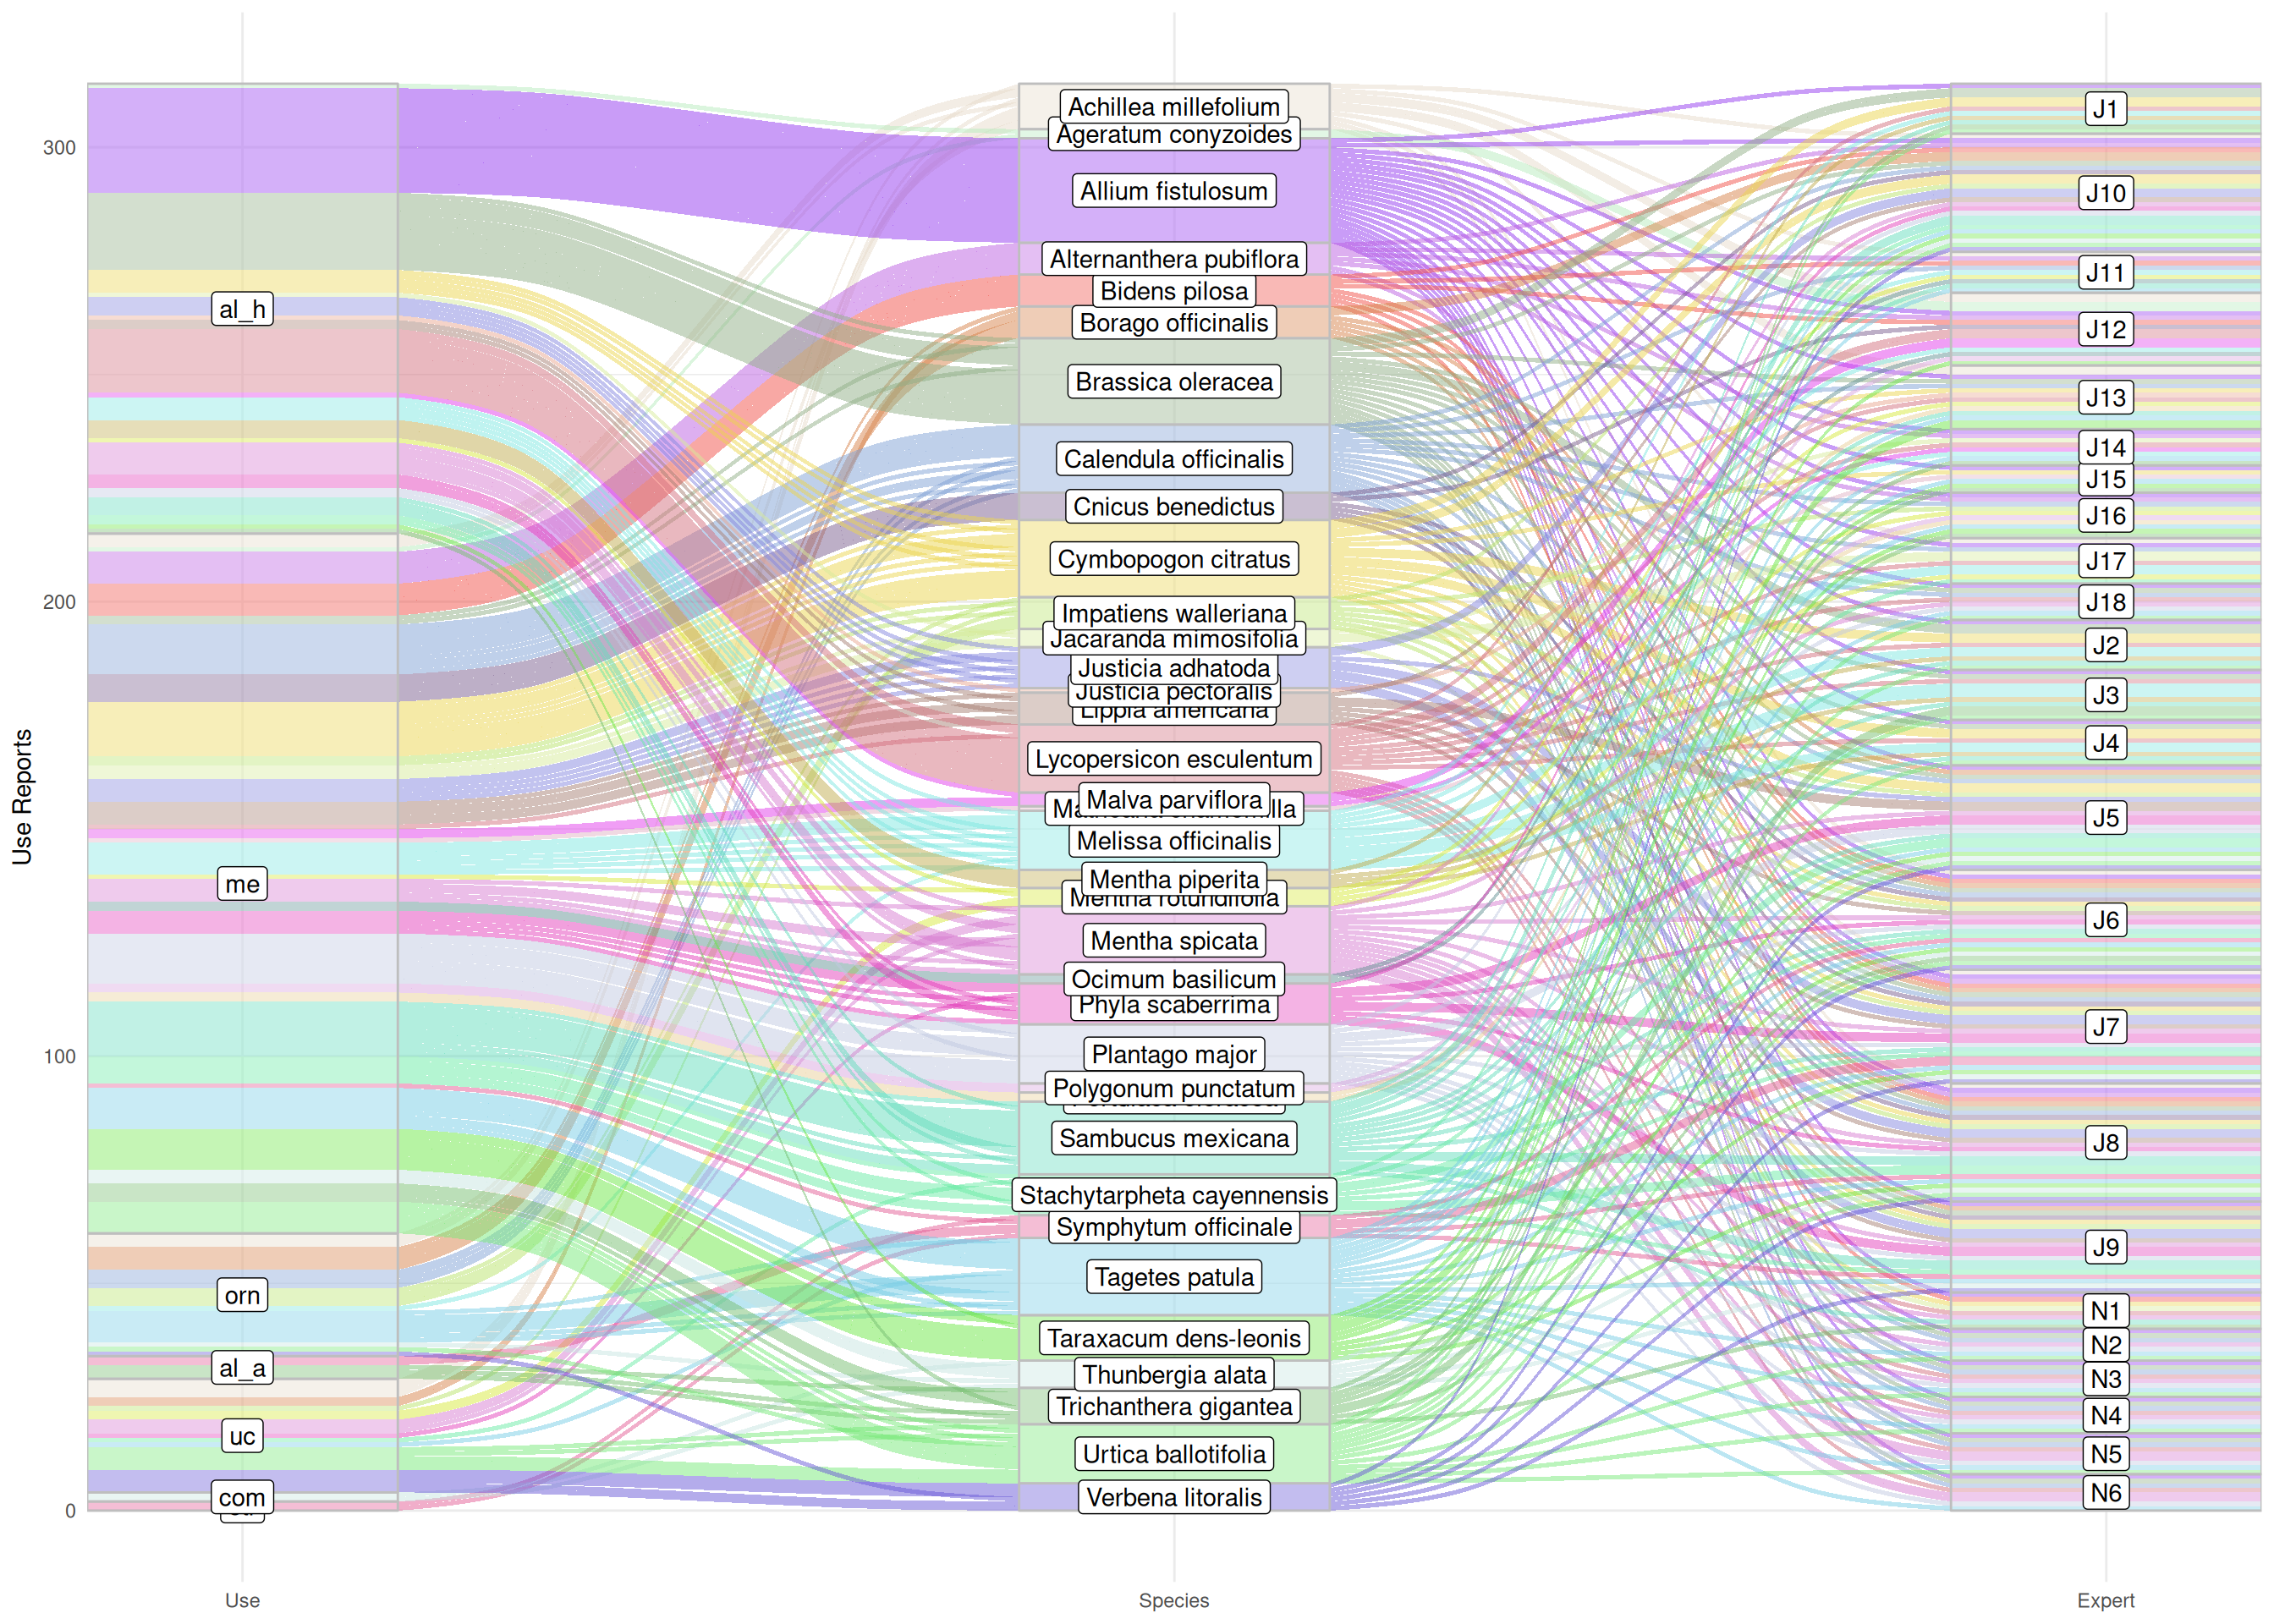 Use Reports
300
200
100
0
al_h
me
orn
al_a
uc
com
Achillea millefolium
Ageratum conyzoides
Allium fistulosum
Alternanthera pubiflora
Bidens pilosa
Borago officinalis
Brassica oleracea
Calendula officinalis
Cnicus benedictus
Cymbopogon citratus
Impatiens walleriana
Jacaranda mimosifolia
Justicia adhatoda
Justicia pectoralis
Lippia americana
Lycopersicon esculentum
Malva parviflora
Melissa officinalis
Mentha piperita
Mentha rotundifolia
Mentha spicata
Ocimum basilicum
Phyla scaberrima
Plantago major
Polygonum punctatum
Sambucus mexicana
Stachytarpheta cayennensis
Symphytum officinale
Tagetes patula
Taraxacum dens-leonis
Thunbergia alata
Trichanthera gigantea
Urtica ballotifolia
Verbena litoralis
J1
J10
J11
J12
J13
J14
J15
J16
J17
J18
J2
J3
J4
J5
J6
J7
J8
J9
N1
N2
N3
N4
N5
N6
Use
Species
Expert